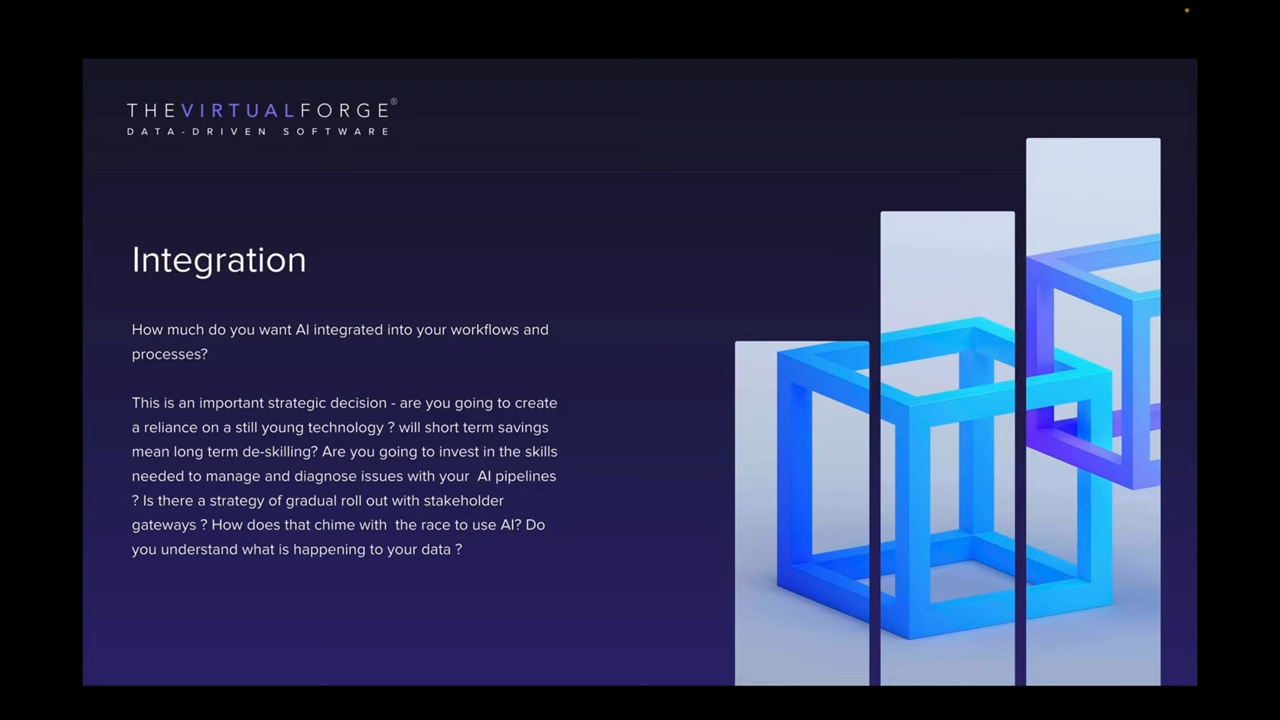 THEVIRTUALFORGE®
DATA-DRIVEN SOFTWARE
Integration
How much do you want AI integrated into your workflows and
processes?
This is an important strategic decision - are you going to create
a reliance on a still young technology ? will short term savings
mean long term de-skilling? Are you going to invest in the skills
needed to manage and diagnose issues with your  AI pipelines
? Is there a strategy of gradual roll out with stakeholder
gateways ? How does that chime with  the race to use AI? Do
you understand what is happening to your data ?